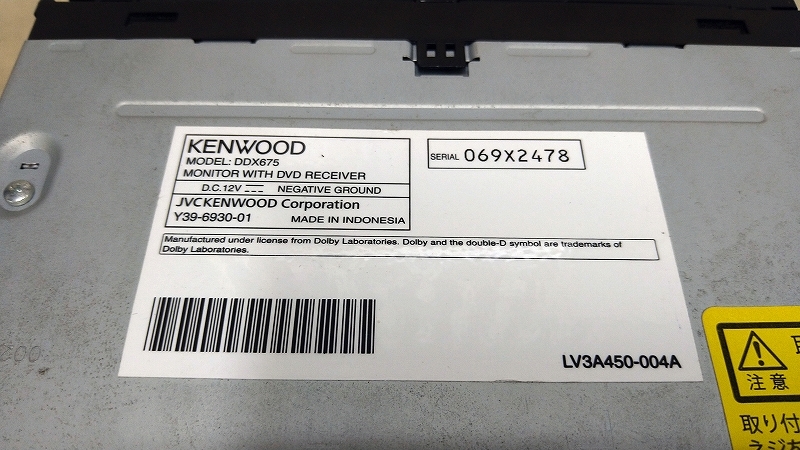 KENWOOD
MODEL: DDX675
MONITOR WITH DVD RECEIVER
D.C.12V NEGATIVE GROUND
JVCKENWOOD Corporation
Y39-6930-01 MADE IN INDONESIA
SERIAL 069X2478
Manufactured under license from Dolby Laboratories. Dolby and the double-D symbol are trademarks of
Dolby Laboratories.
LV3A450-004A
注意
取り付